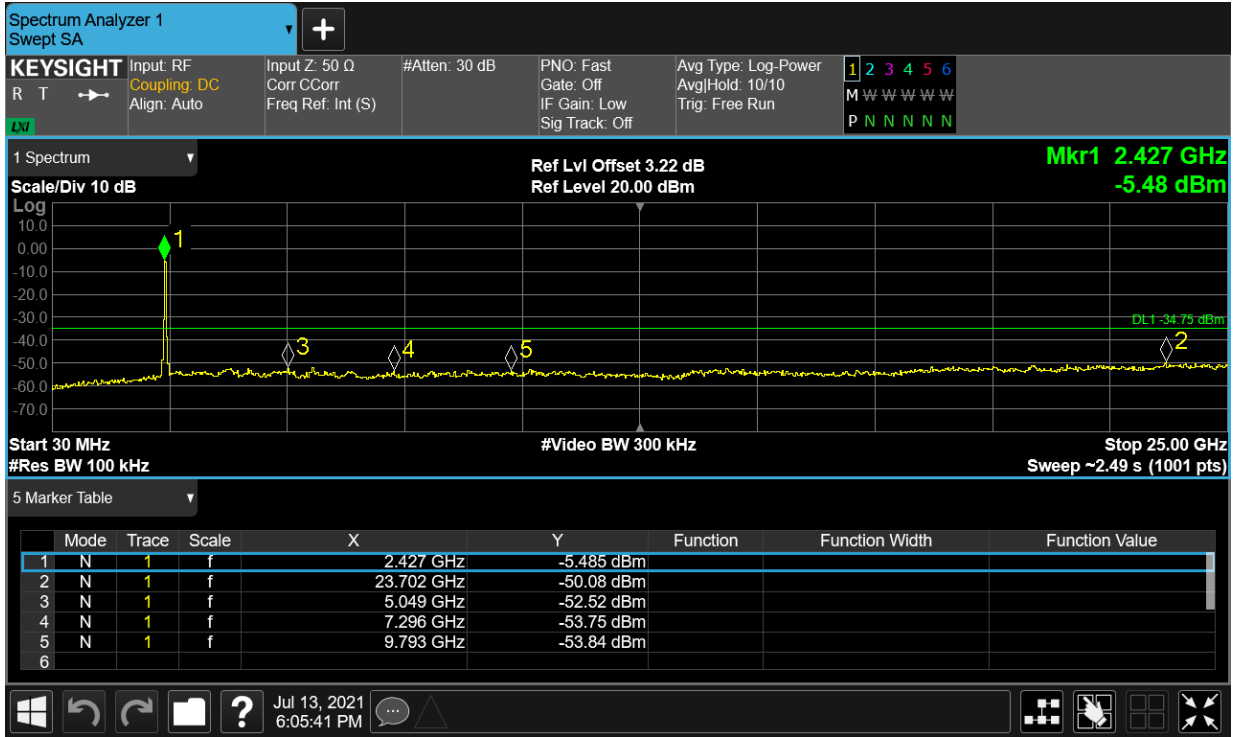 Spectrum Analyzer 1
Swept SA
KEYSIGHT
R T
LXI
Input: RF
Coupling: DC
Align: Auto
Input Z: 50 Ω
Corr CCorr
Freq Ref: Int (S)
#Atten: 30 dB
PNO: Fast
Gate: Off
IF Gain: Low
Sig Track: Off
Avg Type: Log-Power
Avg|Hold: 10/10
Trig: Free Run
1 2 3 4 5 6
M W W W W W
P N N N N N
1 Spectrum
Scale/Div 10 dB
Ref Lvl Offset 3.22 dB
Ref Level 20.00 dBm
Mkr1 2.427 GHz
-5.48 dBm
Log
10.0
0.00
-10.0
-20.0
-30.0
-40.0
-50.0
-60.0
-70.0
1
3
4
5
2
DL1 -34.75 dBm
Start 30 MHz
#Res BW 100 kHz
#Video BW 300 kHz
Stop 25.00 GHz
Sweep ~2.49 s (1001 pts)
5 Marker Table
Mode Trace Scale X Y Function Function Width Function Value
1 N 1 f 2.427 GHz -5.485 dBm
2 N 1 f 23.702 GHz -50.08 dBm
3 N 1 f 5.049 GHz -52.52 dBm
4 N 1 f 7.296 GHz -53.75 dBm
5 N 1 f 9.793 GHz -53.84 dBm
6
?
Jul 13, 2021
6:05:41 PM